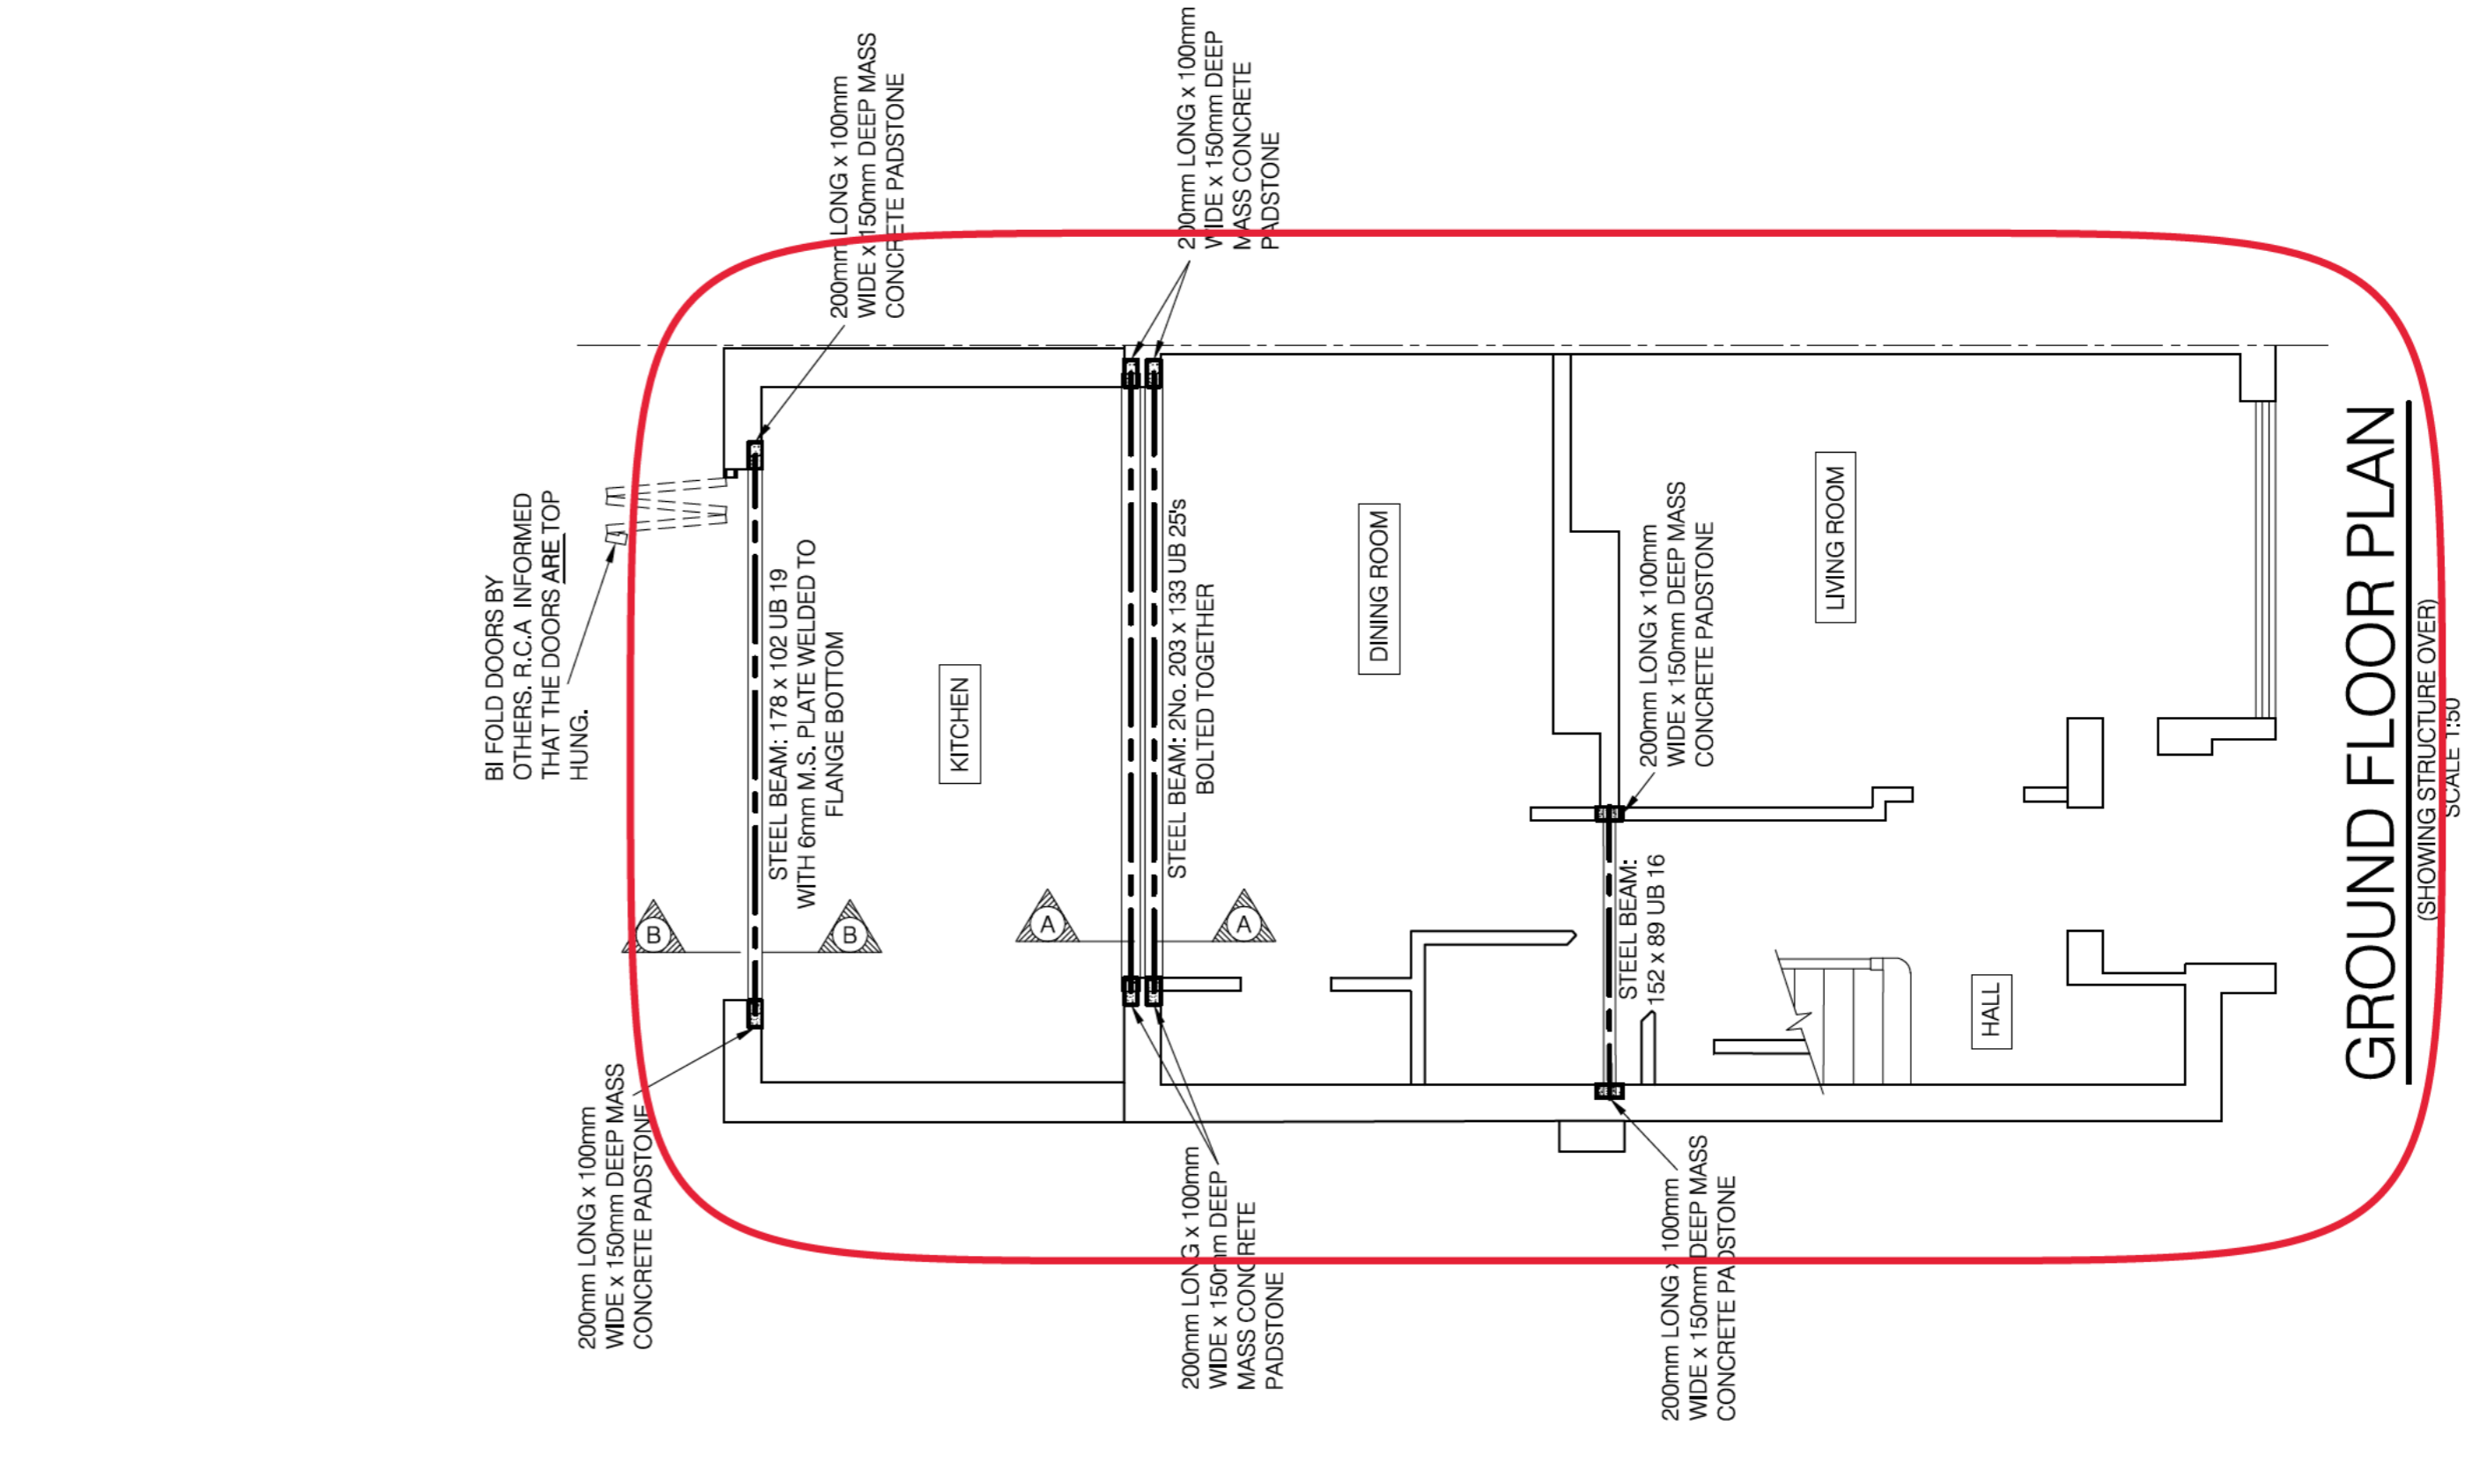 BI FOLD DOORS BY
OTHERS. R.C.A INFORMED
THAT THE DOORS ARE TOP
HUNG.
200mm LONG x 100mm
WIDE x 150mm DEEP MASS
CONCRETE PADSTONE
200mm LONG x 100mm
WIDE x 150mm DEEP MASS
CONCRETE PADSTONE
B
B
STEEL BEAM: 178 x 102 UB 19
WITH 6mm M.S. PLATE WELDED TO
FLANGE BOTTOM
KITCHEN
A
A
200mm LONG x 100mm
WIDE x 150mm DEEP
MASS CONCRETE
PADSTONE
STEEL BEAM: 2No. 203 x 133 UB 25's
BOLTED TOGETHER
200mm LONG x 100mm
WIDE x 150mm DEEP
MASS CONCRETE
PADSTONE
DINING ROOM
STEEL BEAM:
152 x 89 UB 16
200mm LONG x 100mm
WIDE x 150mm DEEP MASS
CONCRETE PADSTONE
200mm LONG x 100mm
WIDE x 150mm DEEP MASS
CONCRETE PADSTONE
LIVING ROOM
HALL
GROUND FLOOR PLAN
(SHOWING STRUCTURE OVER)
SCALE 1:50